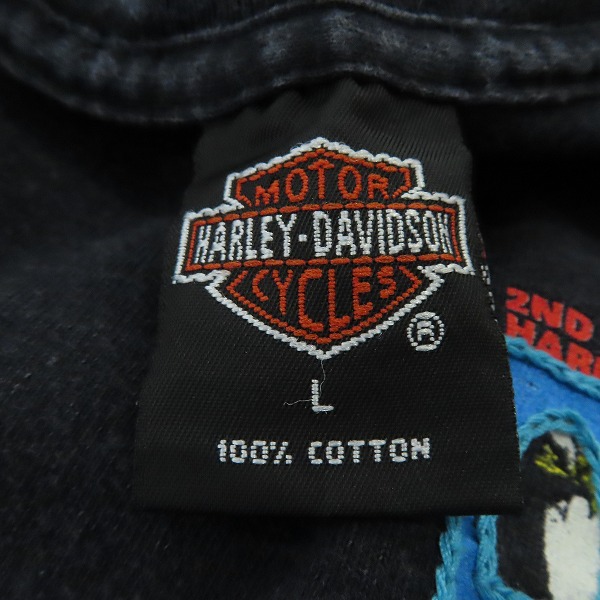 MOTOR
HARLEY-DAVIDSON
CYCLES
®
L
100% COTTON
2ND